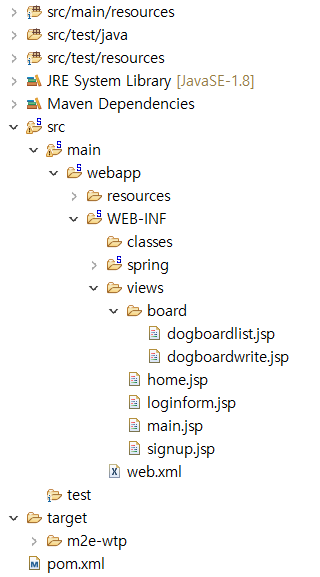 src/main/resources
src/test/java
src/test/resources
JRE System Library [JavaSE-1.8]
Maven Dependencies
src
main
webapp
resources
WEB-INF
classes
spring
views
board
dogboardlist.jsp
dogboardwrite.jsp
home.jsp
loginform.jsp
main.jsp
signup.jsp
web.xml
test
target
m2e-wtp
pom.xml